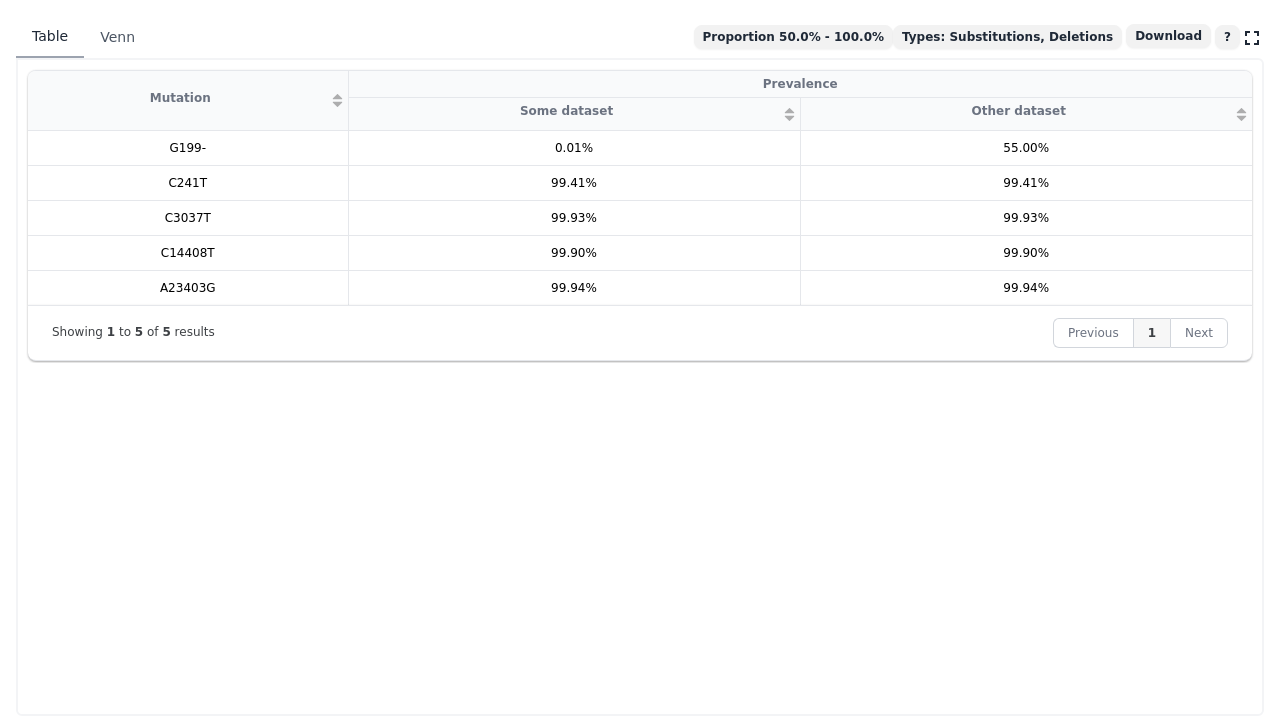 Table Venn Proportion 50.0% - 100.0% Types: Substitutions, Deletions Download ?
Mutation Prevalence
Some dataset Other dataset
G199- 0.01% 55.00%
C241T 99.41% 99.41%
C3037T 99.93% 99.93%
C14408T 99.90% 99.90%
A23403G 99.94% 99.94%
Showing 1 to 5 of 5 results Previous 1 Next